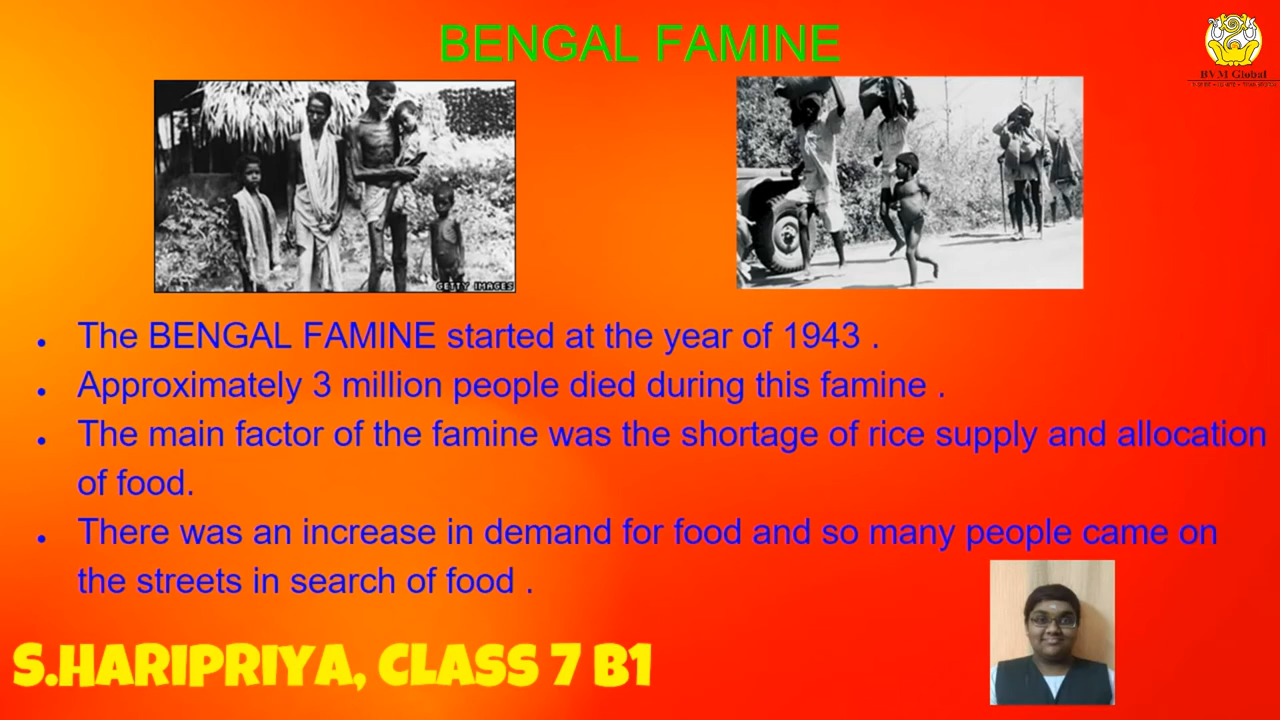 BENGAL FAMINE
BVM Global
GETTY IMAGES
The BENGAL FAMINE started at the year of 1943 .
Approximately 3 million people died during this famine .
The main factor of the famine was the shortage of rice supply and allocation
of food.
There was an increase in demand for food and so many people came on
the streets in search of food .
S.HARIPRIYA, CLASS 7 B1